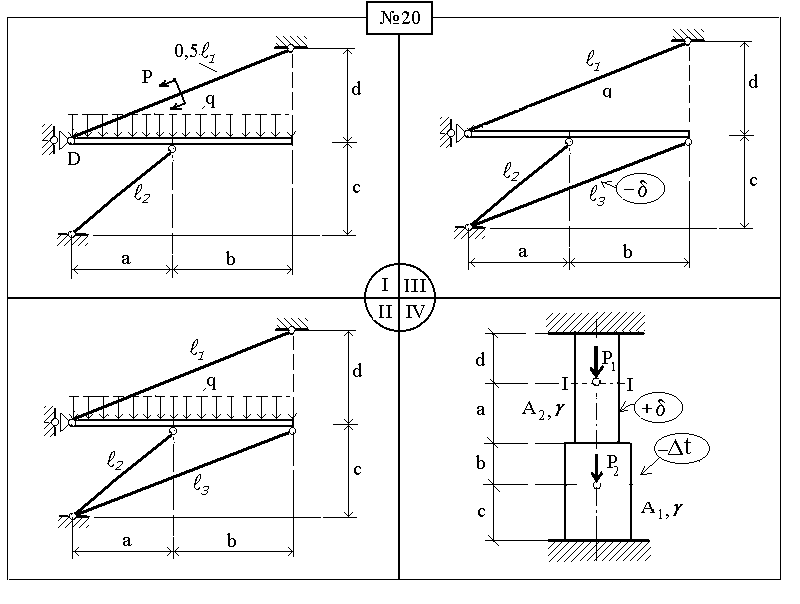 №20
0,5ℓ1
P
q
d
D
ℓ2
c
a
b
ℓ1
q
d
ℓ2
ℓ3
−δ
c
a
b
I
III
II
IV
ℓ1
q
d
ℓ2
ℓ3
c
a
b
d
P1
I
I
a
A2, γ
+δ
b
P2
−Δt
c
A1, γ